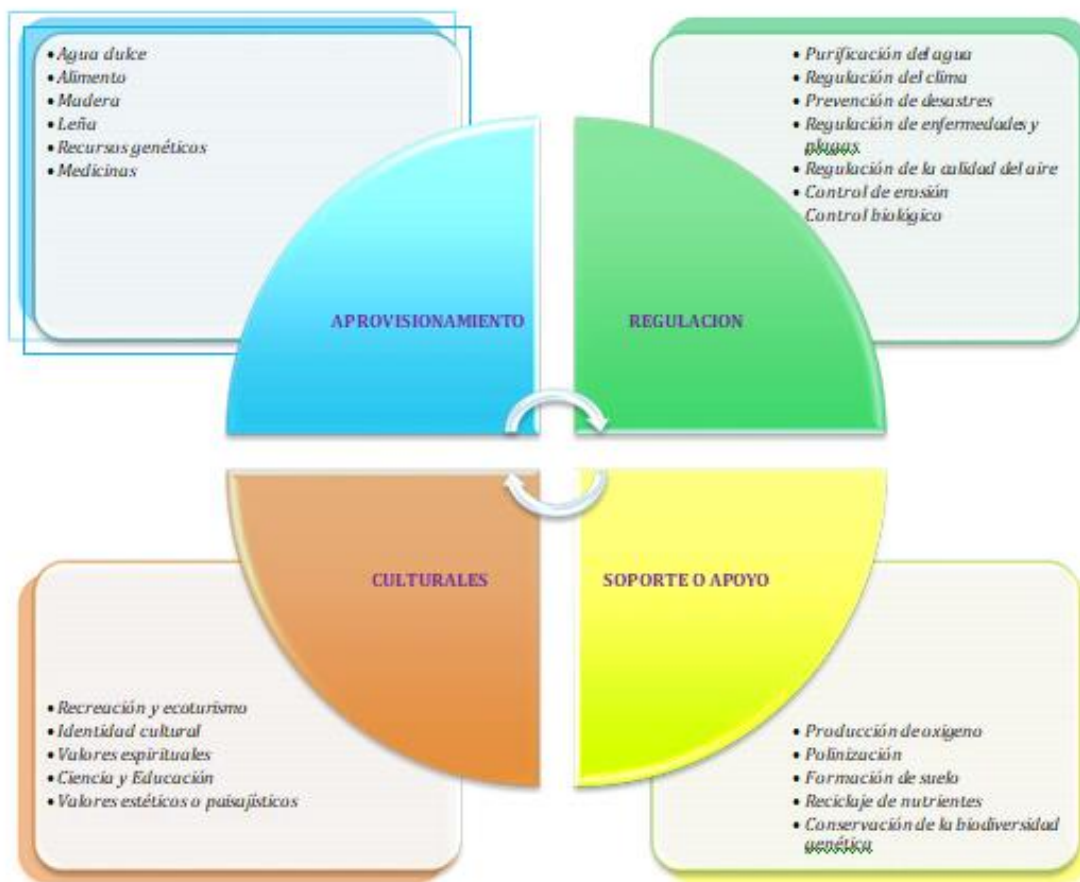 • Agua dulce
• Alimento
• Madera
• Leña
• Recursos genéticos
• Medicinas
• Purificación del agua
• Regulación del clima
• Prevención de desastres
• Regulación de enfermedades y
plagas
• Regulación de la calidad del aire
• Control de erosión
Control biológico
APROVISIONAMIENTO
REGULACION
CULTURALES
SOPORTE O APOYO
• Recreación y ecoturismo
• Identidad cultural
• Valores espirituales
• Ciencia y Educación
• Valores estéticos o paisajísticos
• Producción de oxigeno
• Polinización
• Formación de suelo
• Reciclaje de nutrientes
• Conservación de la biodiversidad
genética